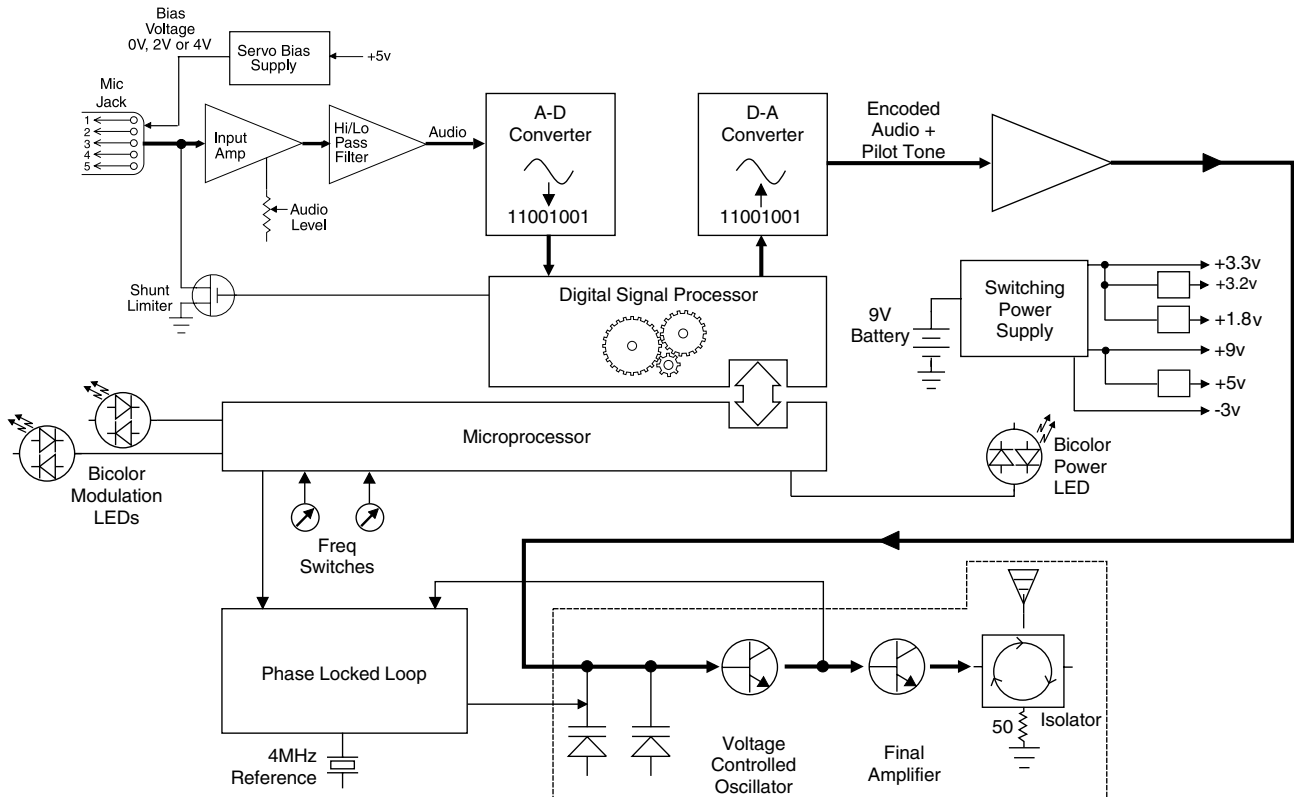 Bias
Voltage
0V, 2V or 4V
Servo Bias
Supply
+5v
Mic
Jack
1
2
3
4
5
Input
Amp
Hi/Lo
Pass
Filter
Audio
Audio
Level
A-D
Converter
11001001
D-A
Converter
11001001
Encoded
Audio +
Pilot Tone
Shunt
Limiter
Digital Signal Processor
9V
Battery
Switching
Power
Supply
+3.3v
+3.2v
+1.8v
+9v
+5v
-3v
Microprocessor
Bicolor
Modulation
LEDs
Bicolor
Power
LED
Freq
Switches
Phase Locked Loop
4MHz
Reference
Voltage
Controlled
Oscillator
Final
Amplifier
50
Isolator